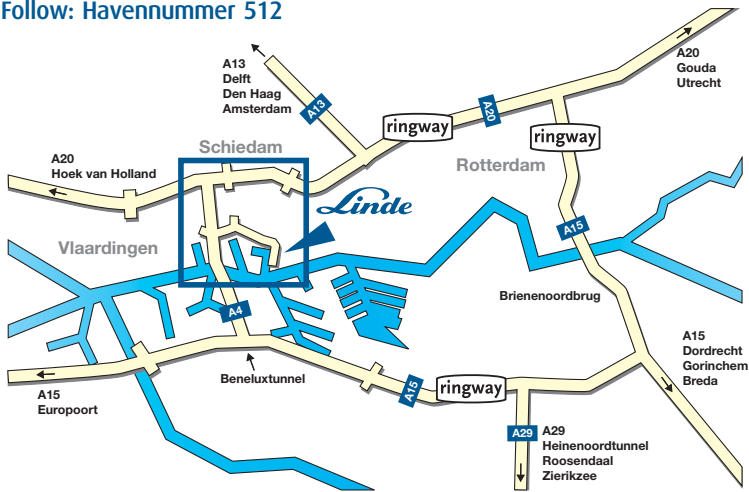 Follow: Havennummer 512
A13
Delft
Den Haag
Amsterdam
A13
A20
Gouda
Utrecht
ringway
A20
ringway
Schiedam
A20
Hoek van Holland
Rotterdam
Linde
Vlaardingen
A15
Brienenoordbrug
A4
A15
Dordrecht
Gorinchem
Breda
Beneluxtunnel
A15
Europoort
A15
ringway
A29
A29
Heinenoordtunnel
Roosendaal
Zierikzee